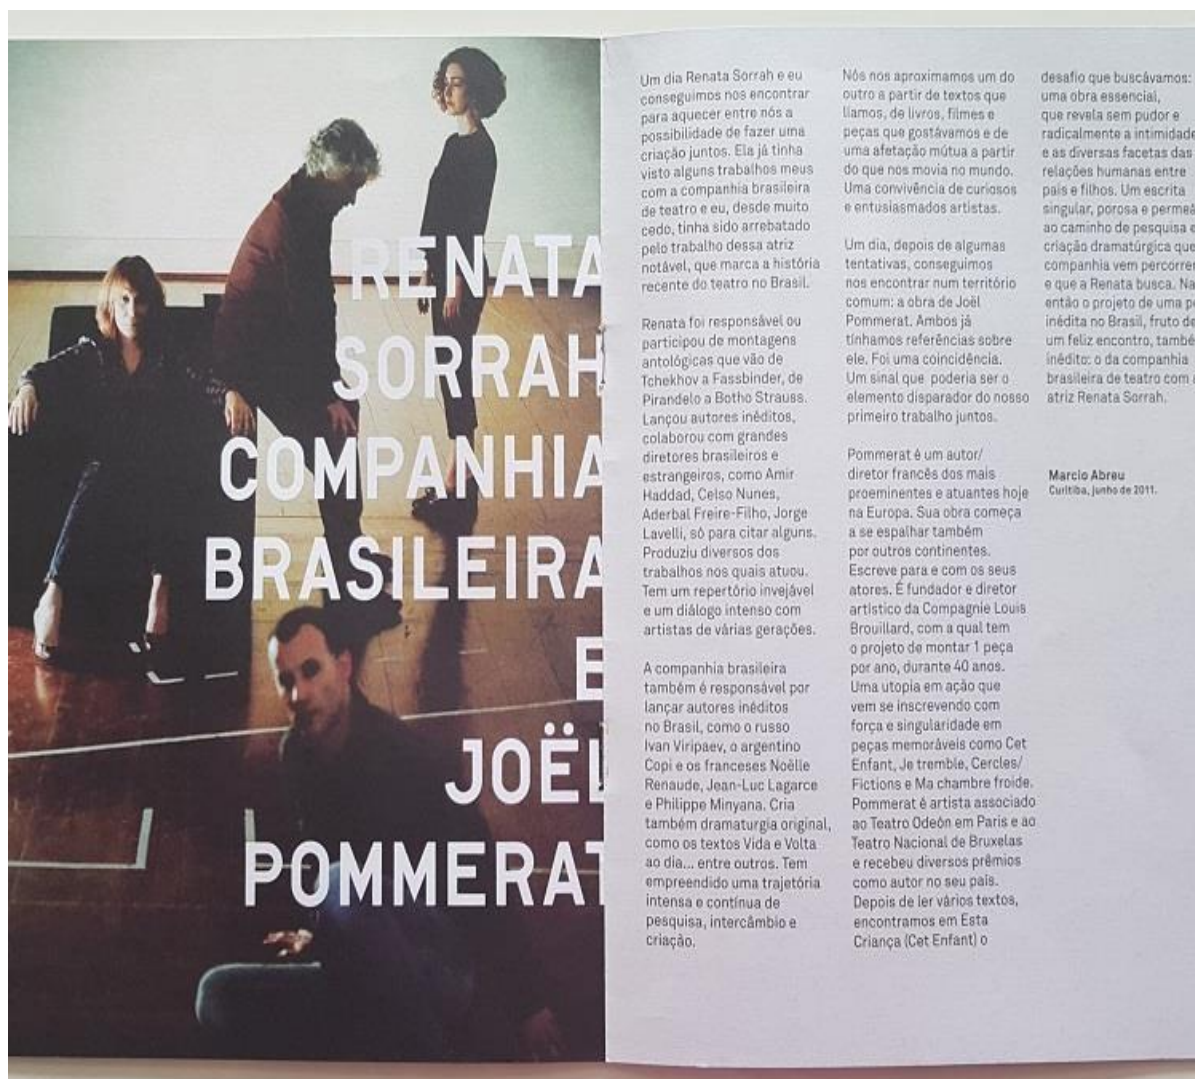 RENATA
SORRAH
COMPANHIA
BRASILEIRA
E
JOËL
POMMERAT
Um dia Renata Sorrah e eu
conseguimos nos encontrar
para aquecer entre nós a
possibilidade de fazer uma
criação juntos. Ela já tinha
visto alguns trabalhos meus
com a companhia brasileira
de teatro e eu, desde muito
cedo, tinha sido arrebatado
pelo trabalho dessa atriz
notável, que marca a história
recente do teatro no Brasil.
Renata foi responsável ou
participou de montagens
antológicas que vão de
Tchekhov a Fassbinder, de
Pirandelo a Botho Strauss.
Lançou autores inéditos,
colaborou com grandes
diretores brasileiros e
estrangeiros, como Amir
Haddad, Celso Nunes,
Aderbal Freire-Filho, Jorge
Lavelli, só para citar alguns.
Produziu diversos dos
trabalhos nos quais atuou.
Tem um repertório invejável
e um diálogo intenso com
artistas de várias gerações.
A companhia brasileira
também é responsável por
lançar autores inéditos
no Brasil, como o russo
Ivan Viripaev, o argentino
Copi e os franceses Noëlle
Renaude, Jean-Luc Lagarce
e Philippe Minyana. Cria
também dramaturgia original,
como os textos Vida e Volta
ao dia... entre outros. Tem
empreendido uma trajetória
intensa e contínua de
pesquisa, intercâmbio e
criação.
Nós nos aproximamos um do
outro a partir de textos que
líamos, de livros, filmes e
peças que gostávamos e de
uma afetação mútua a partir
do que nos movia no mundo.
Uma convivência de curiosos
e entusiasmados artistas.
Um dia, depois de algumas
tentativas, conseguimos
nos encontrar num território
comum: a obra de Joël
Pommerat. Ambos já
tínhamos referências sobre
ele. Foi uma coincidência.
Um sinal que poderia ser o
elemento disparador do nosso
primeiro trabalho juntos.
Pommerat é um autor/
diretor francês dos mais
proeminentes e atuantes hoje
na Europa. Sua obra começa
a se espalhar também
por outros continentes.
Escreve para e com os seus
atores. É fundador e diretor
artístico da Compagnie Louis
Brouillard, com a qual tem
o projeto de montar 1 peça
por ano, durante 40 anos.
Uma utopia em ação que
vem se inscrevendo com
força e singularidade em
peças memoráveis como Cet
Enfant, Je tremble, Cercles/
Fictions e Ma chambre froide.
Pommerat é artista associado
ao Teatro Odeón em Paris e ao
Teatro Nacional de Bruxelas
e recebeu diversos prêmios
como autor no seu país.
Depois de ler vários textos,
encontramos em Esta
Criança (Cet Enfant) o
desafio que buscávamos:
uma obra essencial,
que revela sem pudor e
radicalmente a intimidade
e as diversas facetas das
relações humanas entre
pais e filhos. Um escrita
singular, porosa e
ao caminho de pesquisa e
criação dramatúrgica que
companhia vem
e que a Renata busca.
então o projeto de uma
inédita no Brasil, fruto de
um feliz encontro,
inédito: o da companhia
brasileira de teatro com a
atriz Renata Sorrah.
Marcio Abreu
Curitiba, junho de 2011.